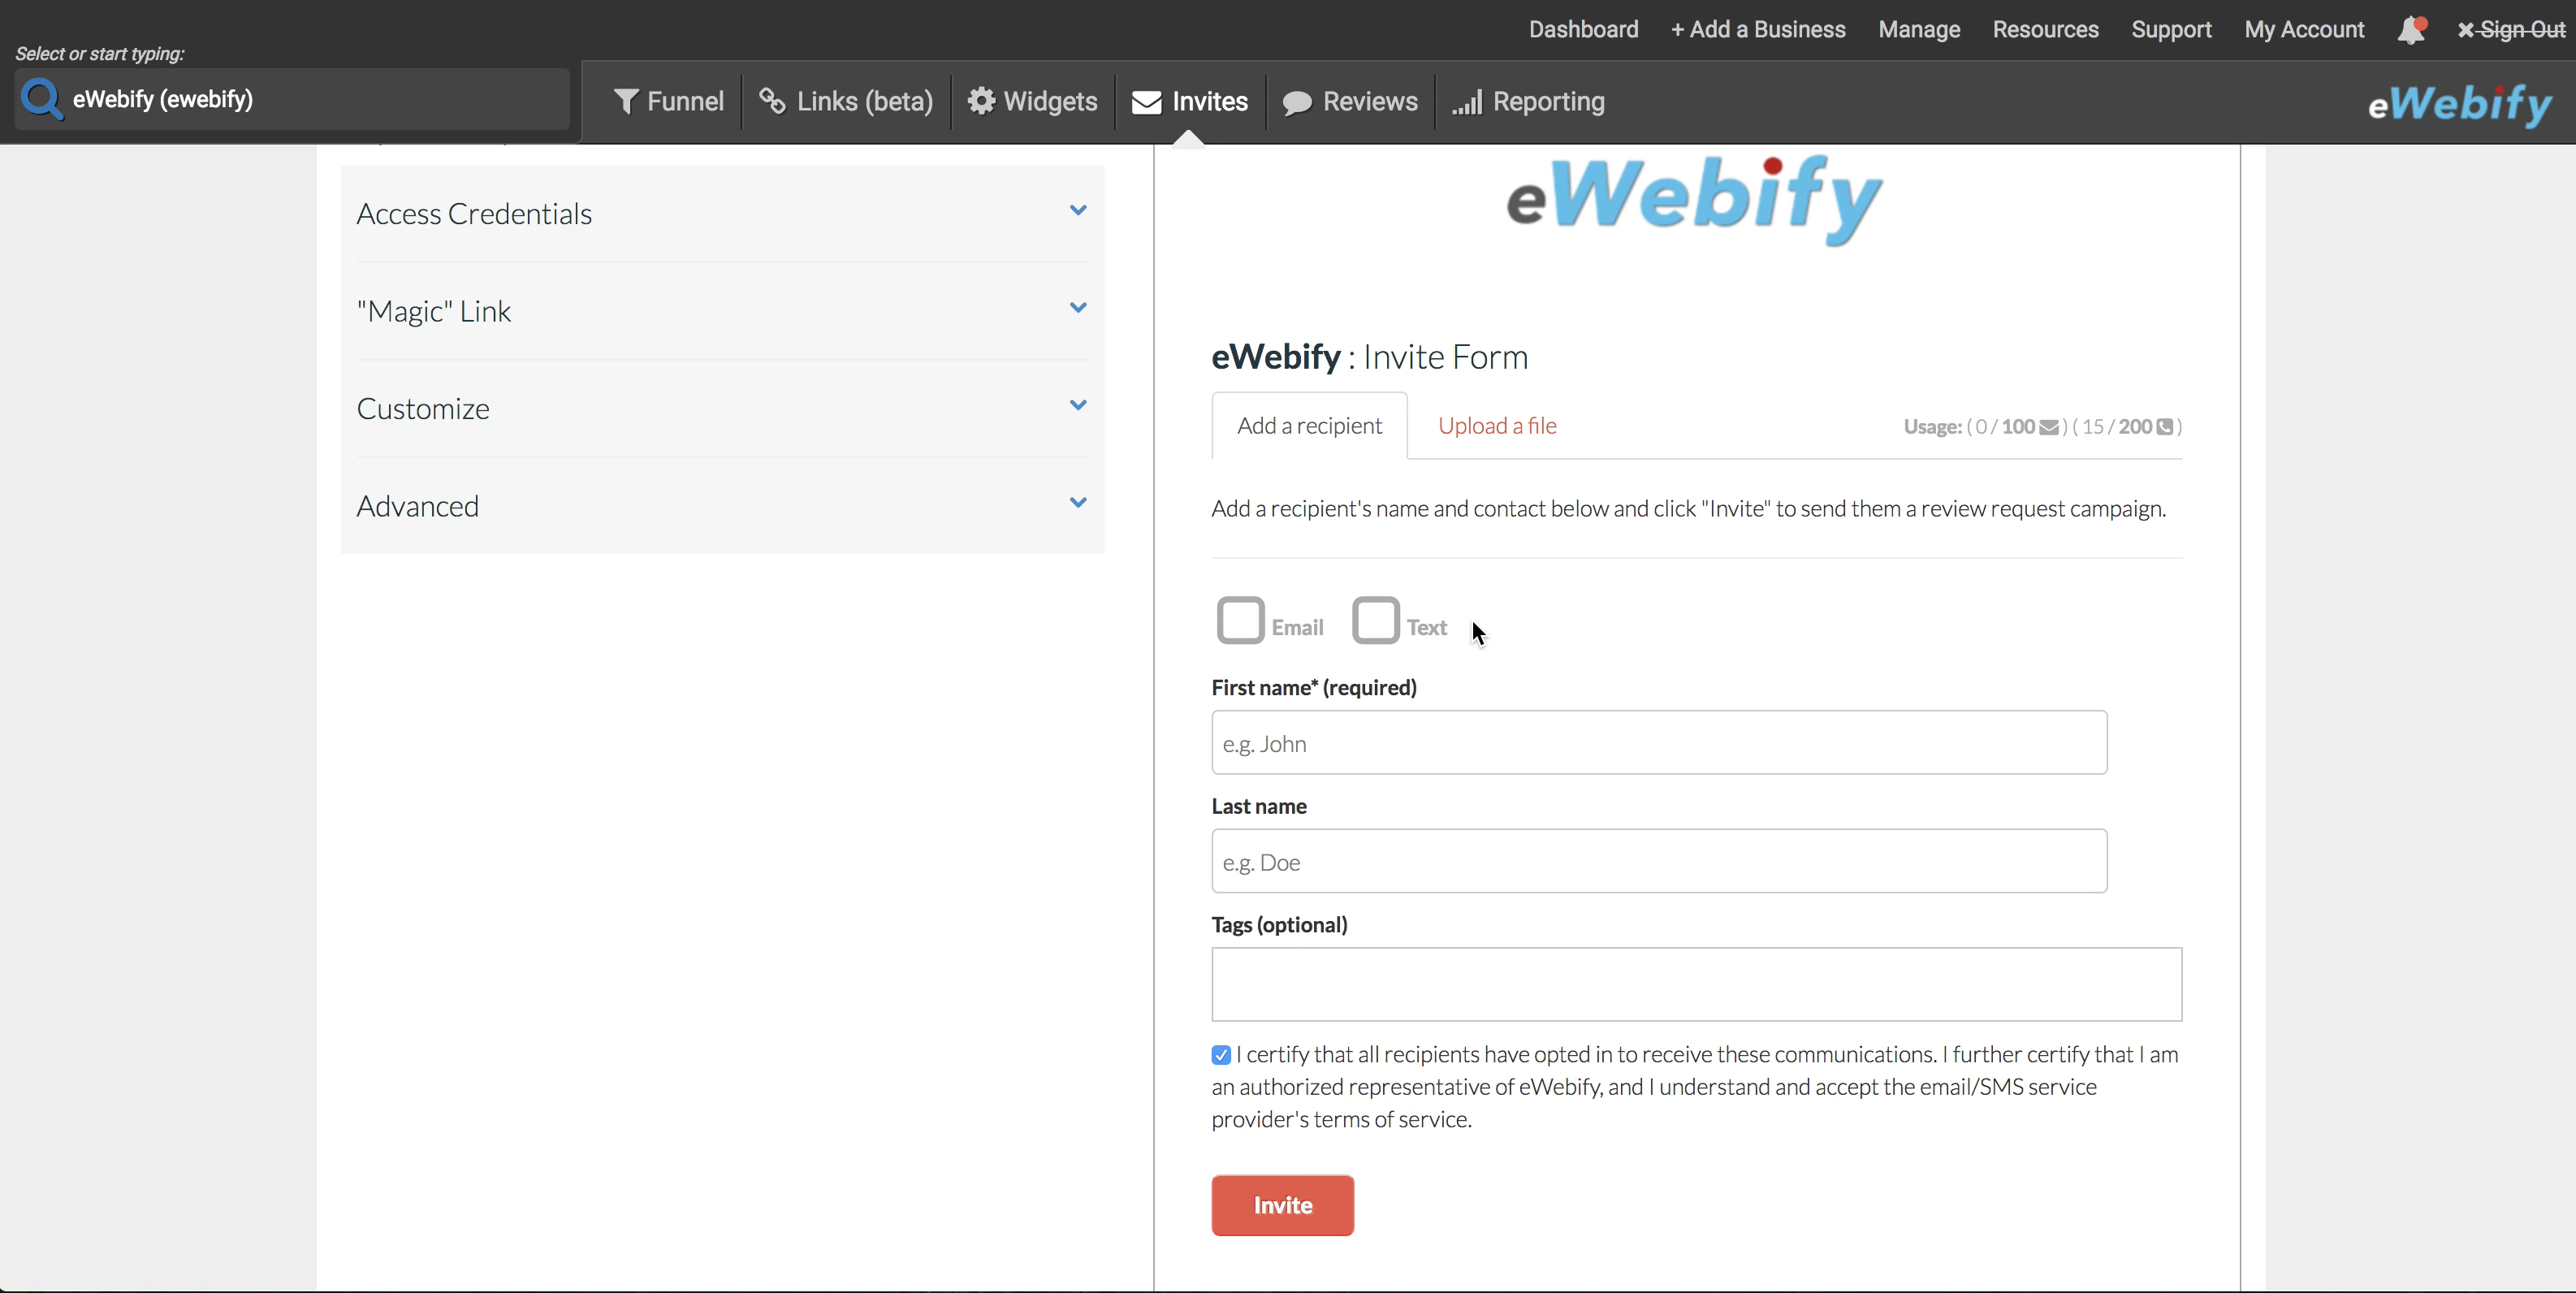 Dashboard + Add a Business Manage Resources Support My Account Sign Out
Select or start typing:
eWebify (ewebify)
Funnel Links (beta) Widgets Invites Reviews Reporting
eWebify
eWebify
Access Credentials
"Magic" Link
Customize
Advanced
eWebify : Invite Form
Add a recipient Upload a file Usage: ( 0 / 100 ) ( 15 / 200 )
Add a recipient's name and contact below and click "Invite" to send them a review request campaign.
Email Text
First name* (required)
e.g. John
Last name
e.g. Doe
Tags (optional)
I certify that all recipients have opted in to receive these communications. I further certify that I am
an authorized representative of eWebify, and I understand and accept the email/SMS service
provider's terms of service.
Invite